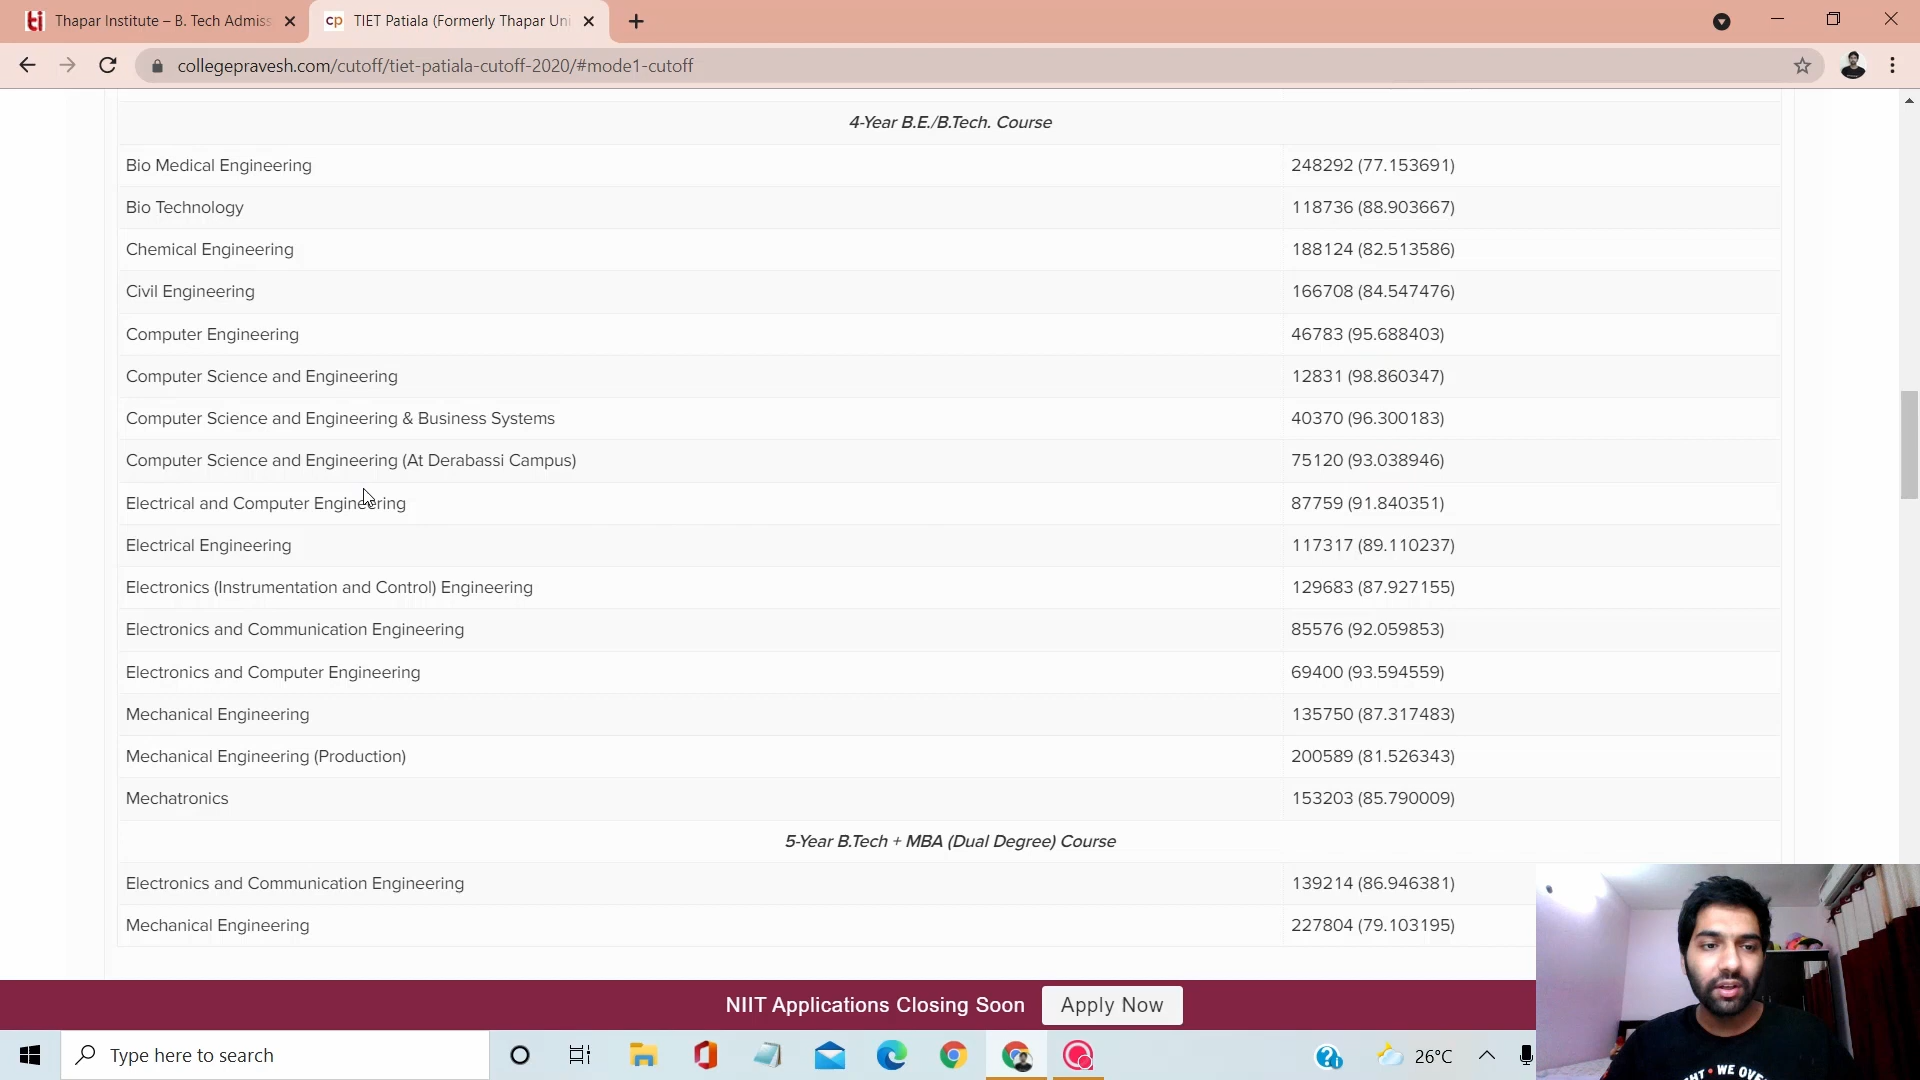 Thapar Institute – B. Tech Admiss
TIET Patiala (Formerly Thapar Uni
collegepravesh.com/cutoff/tiet-patiala-cutoff-2020/#mode1-cutoff
4-Year B.E./B.Tech. Course
Bio Medical Engineering 248292 (77.153691)
Bio Technology 118736 (88.903667)
Chemical Engineering 188124 (82.513586)
Civil Engineering 166708 (84.547476)
Computer Engineering 46783 (95.688403)
Computer Science and Engineering 12831 (98.860347)
Computer Science and Engineering & Business Systems 40370 (96.300183)
Computer Science and Engineering (At Derabassi Campus) 75120 (93.038946)
Electrical and Computer Engineering 87759 (91.840351)
Electrical Engineering 117317 (89.110237)
Electronics (Instrumentation and Control) Engineering 129683 (87.927155)
Electronics and Communication Engineering 85576 (92.059853)
Electronics and Computer Engineering 69400 (93.594559)
Mechanical Engineering 135750 (87.317483)
Mechanical Engineering (Production) 200589 (81.526343)
Mechatronics 153203 (85.790009)
5-Year B.Tech + MBA (Dual Degree) Course
Electronics and Communication Engineering 139214 (86.946381)
Mechanical Engineering 227804 (79.103195)
NIIT Applications Closing Soon Apply Now
Type here to search
26°C
WE OVE